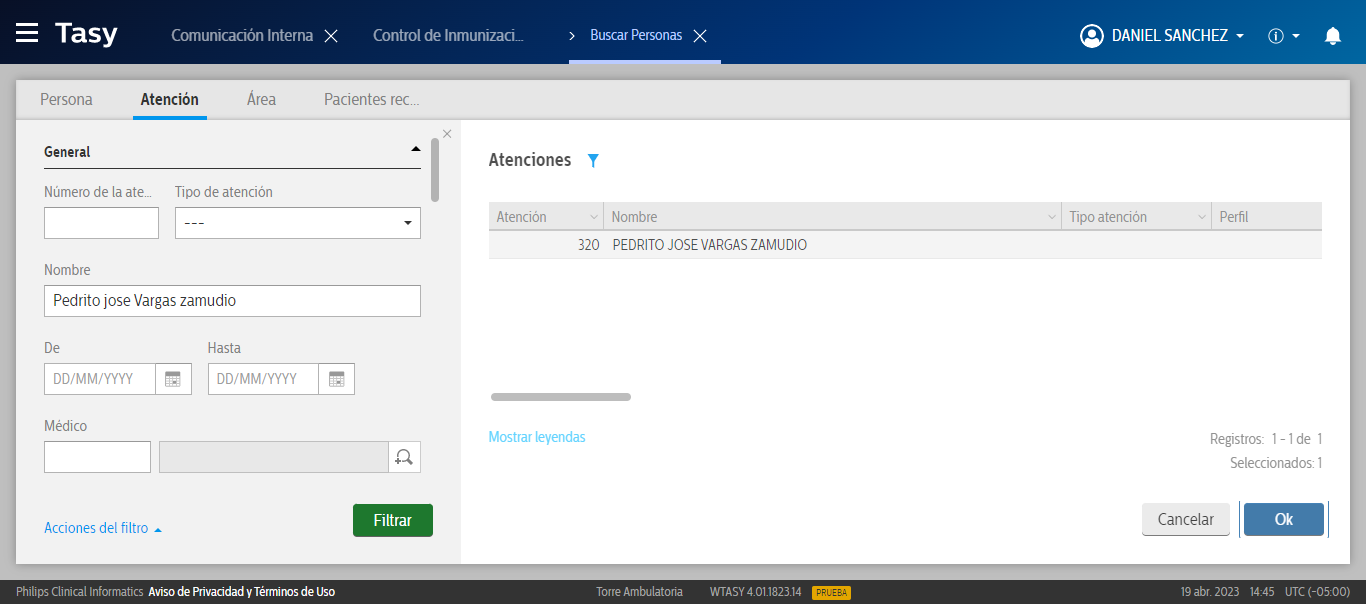 Tasy Comunicación Interna Control de Inmunizaci... Buscar Personas DANIEL SANCHEZ
Persona Atención Área Pacientes rec...
General
Número de la ate... Tipo de atención
---
Nombre
Pedrito jose Vargas zamudio
De Hasta
DD/MM/YYYY DD/MM/YYYY
Médico
Acciones del filtro Filtrar
Atenciones
Atención Nombre Tipo atención Perfil
320 PEDRITO JOSE VARGAS ZAMUDIO
Mostrar leyendas
Registros: 1 - 1 de 1
Seleccionados: 1
Cancelar Ok
Philips Clinical Informatics Aviso de Privacidad y Términos de Uso Torre Ambulatoria WTASY 4.01.1823.14 PRUEBA 19 abr. 2023 14:45 UTC (-05:00)